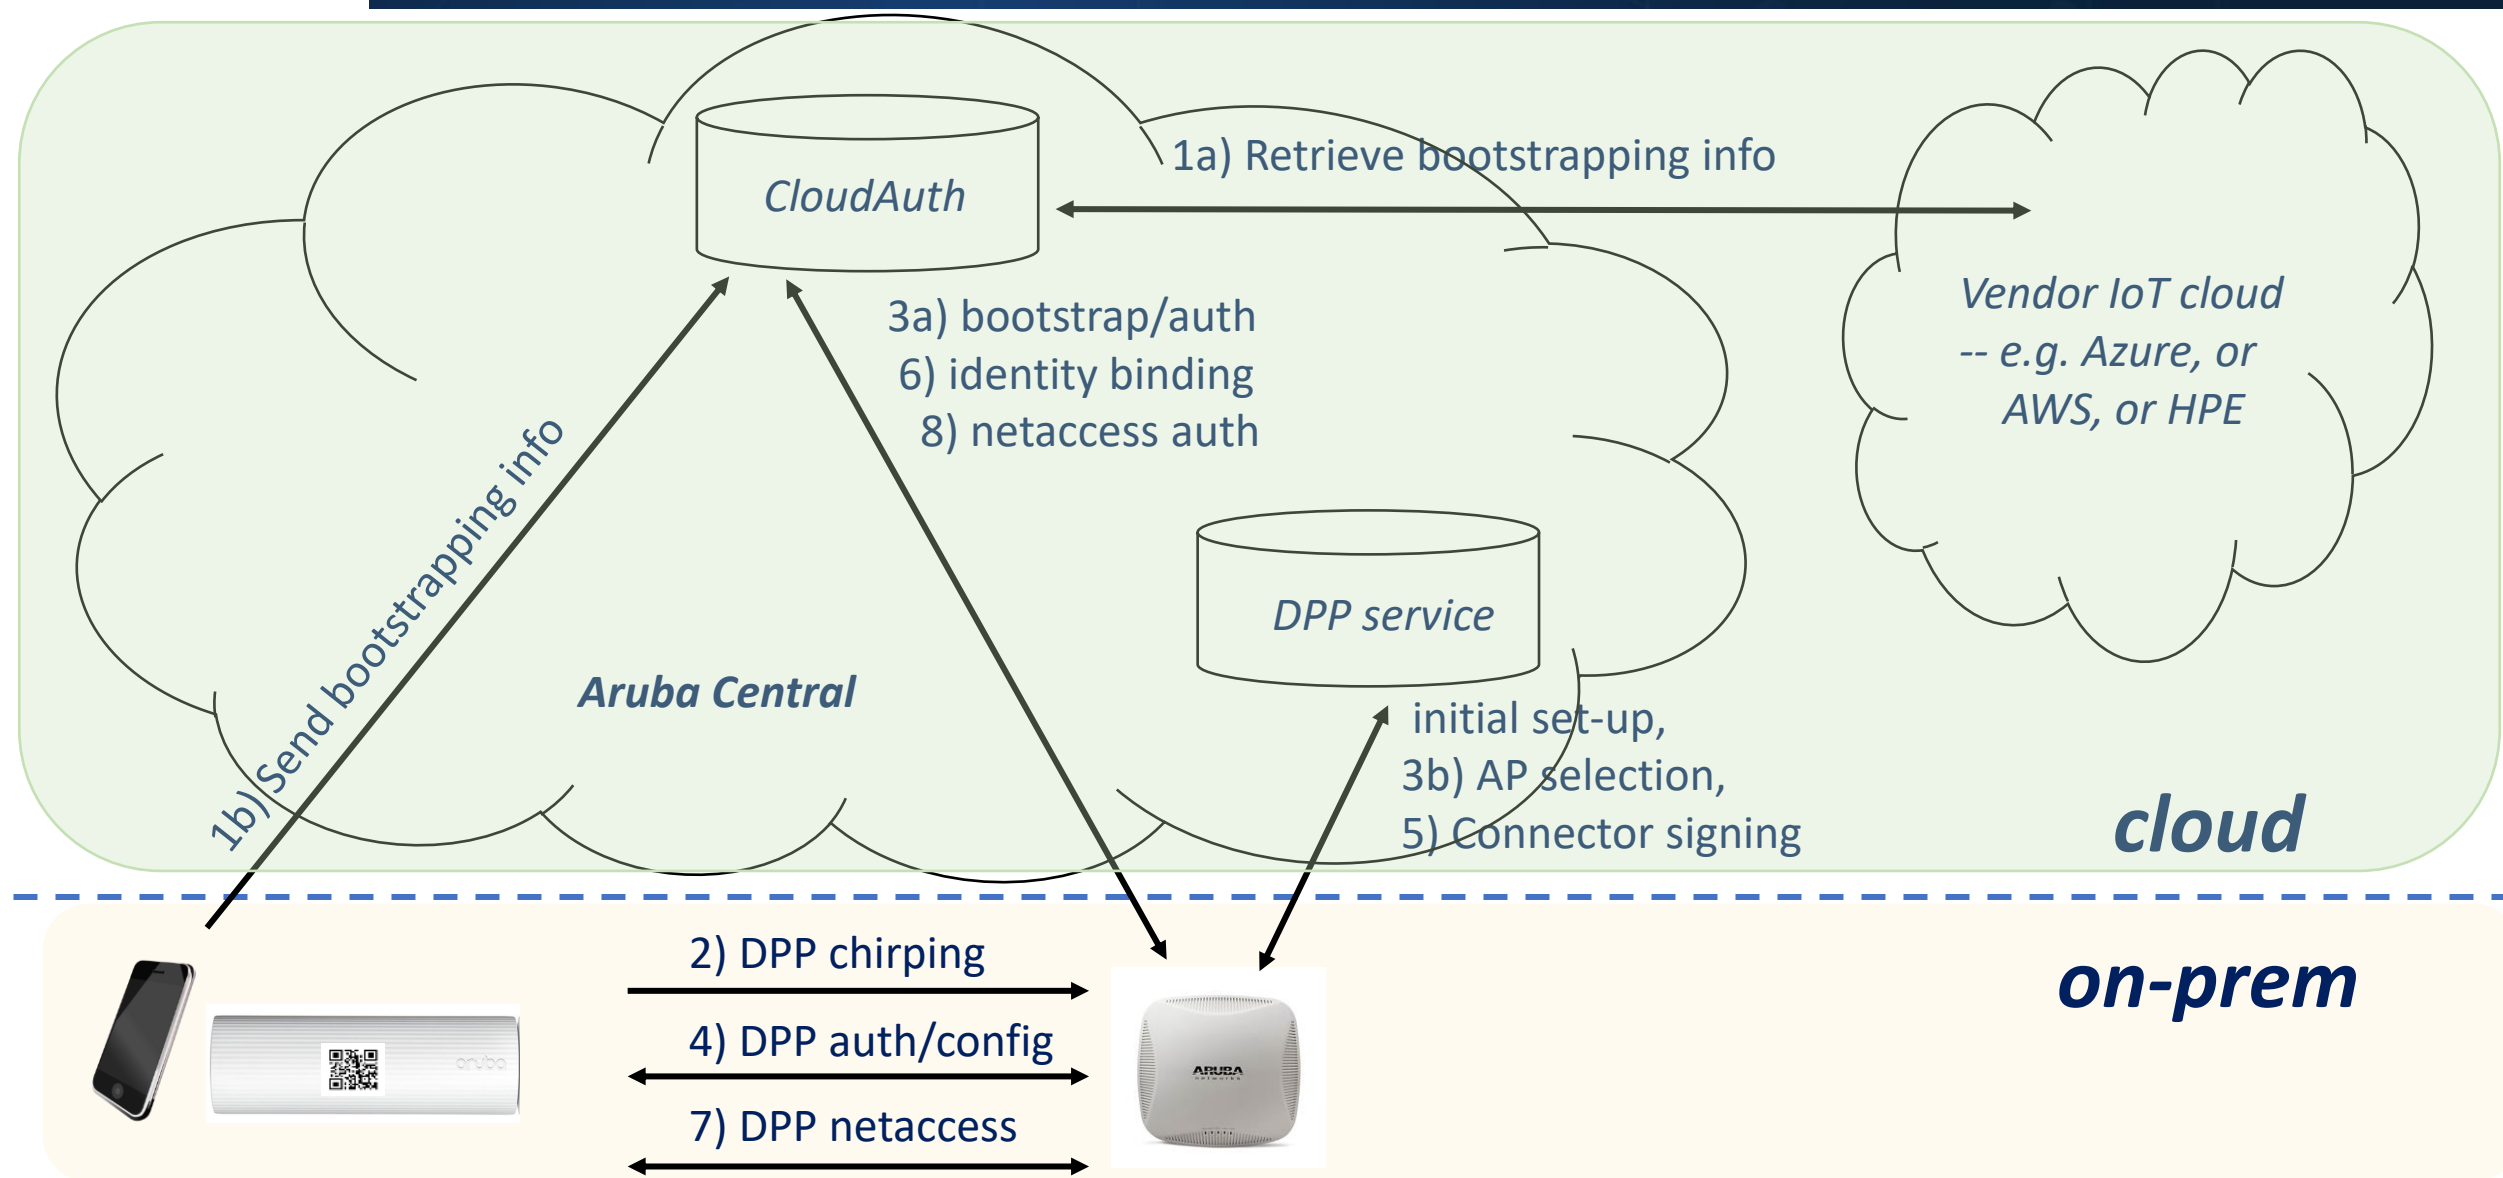 CloudAuth
1a) Retrieve bootstrapping info
Vendor IoT cloud
-- e.g. Azure, or
AWS, or HPE
3a) bootstrap/auth
6) identity binding
8) netaccess auth
1b) Send bootstrapping info
DPP service
Aruba Central
initial set-up,
3b) AP selection,
5) Connector signing
cloud
on-prem
2) DPP chirping
4) DPP auth/config
7) DPP netaccess
aruba
ARUBA
networks